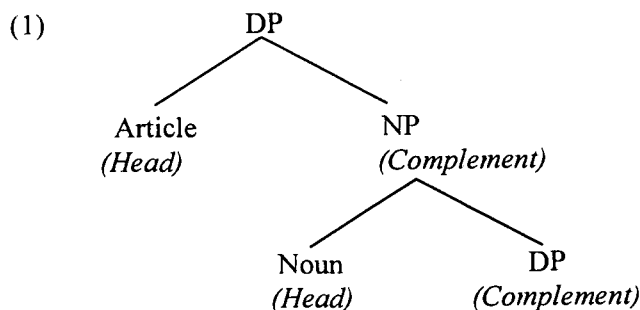 (1) DP
Article NP
(Head) (Complement)
Noun DP
(Head) (Complement)